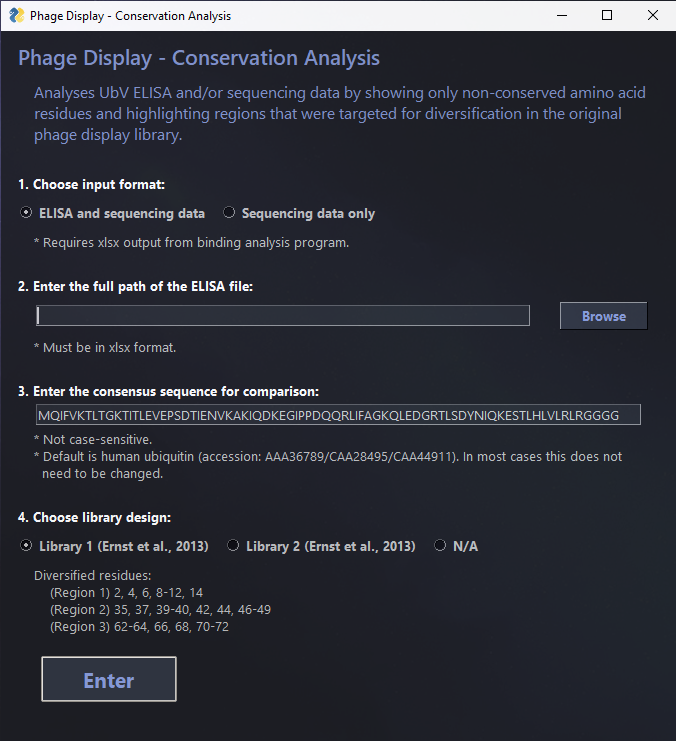 Phage Display - Conservation Analysis
Phage Display - Conservation Analysis
Analyses UbV ELISA and/or sequencing data by showing only non-conserved amino acid
residues and highlighting regions that were targeted for diversification in the original
phage display library.
1. Choose input format:
ELISA and sequencing data Sequencing data only
* Requires xlsx output from binding analysis program.
2. Enter the full path of the ELISA file:
Browse
* Must be in xlsx format.
3. Enter the consensus sequence for comparison:
MQIFVKTLTGKTITLEVEPSDTIENVKAKIQDKEGIPPDQQRLIFAGKQLEDGRTLSDYNIQKESTLHLVLRLRGGGG
* Not case-sensitive.
* Default is human ubiquitin (accession: AAA36789/CAA28495/CAA44911). In most cases this does not
need to be changed.
4. Choose library design:
Library 1 (Ernst et al., 2013) Library 2 (Ernst et al., 2013) N/A
Diversified residues:
(Region 1) 2, 4, 6, 8-12, 14
(Region 2) 35, 37, 39-40, 42, 44, 46-49
(Region 3) 62-64, 66, 68, 70-72
Enter